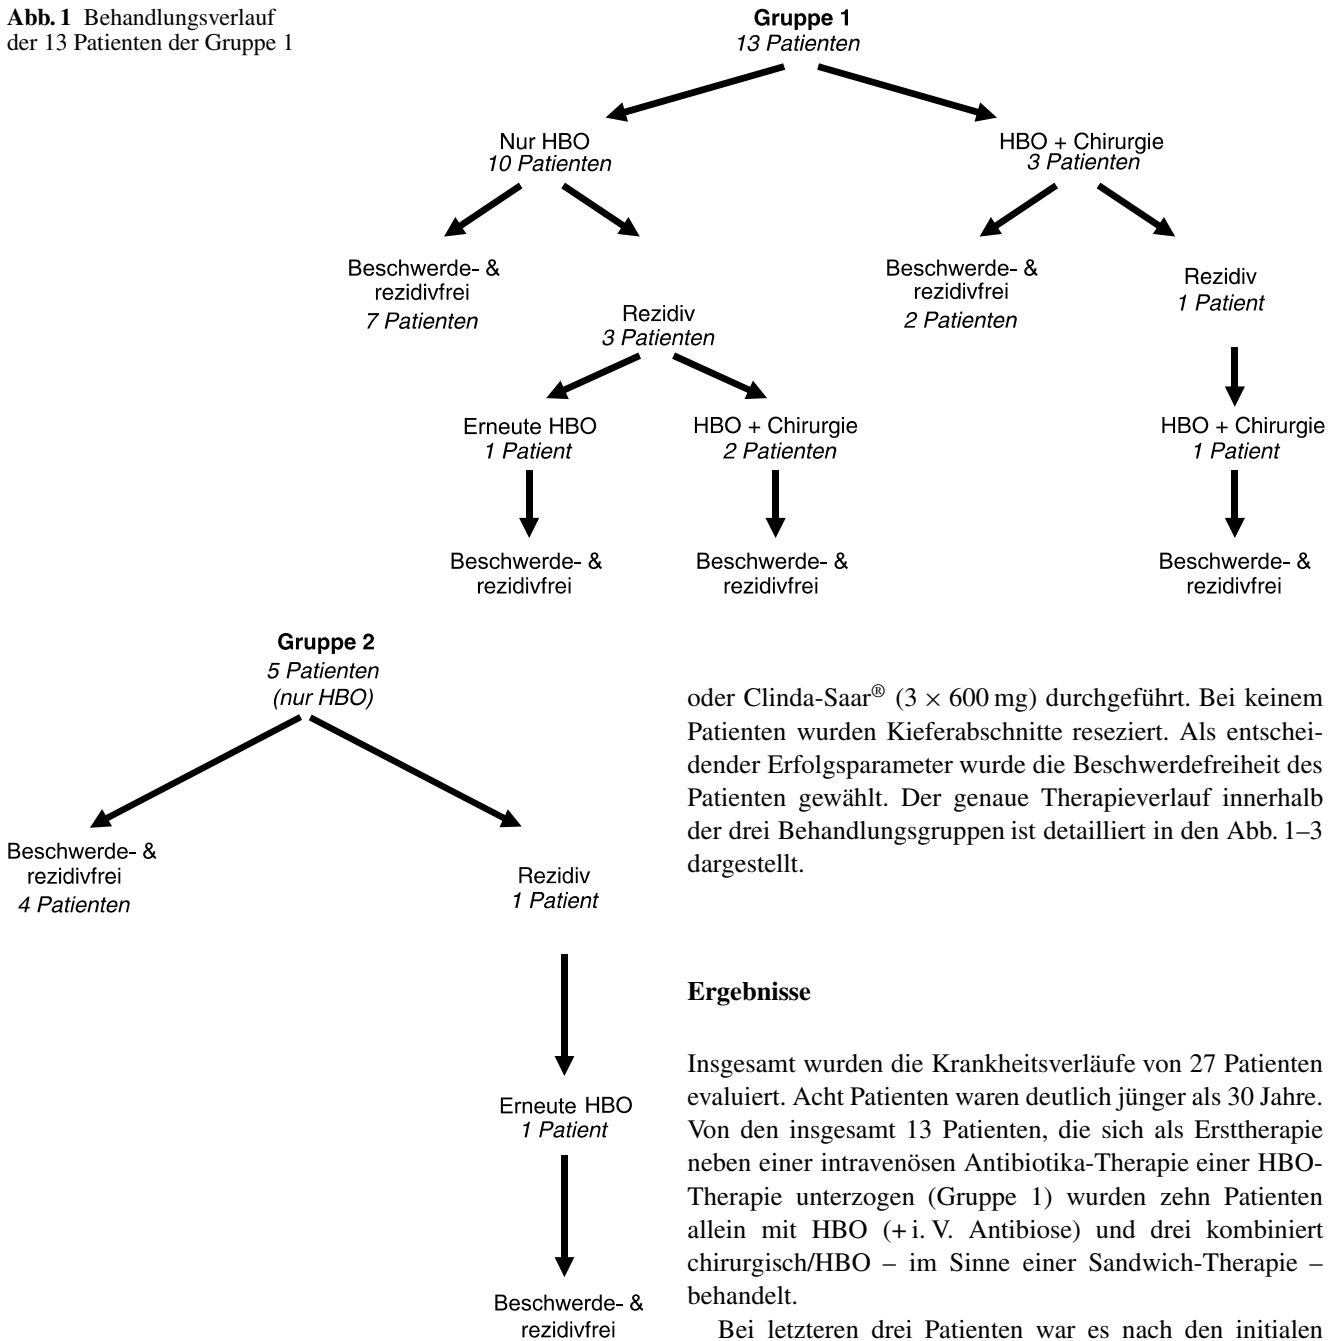 Abb. 1 Behandlungsverlauf
der 13 Patienten der Gruppe 1
Gruppe 1
13 Patienten
Nur HBO
10 Patienten
HBO + Chirurgie
3 Patienten
Beschwerde- &
rezidivfrei
7 Patienten
Rezidiv
3 Patienten
Beschwerde- &
rezidivfrei
2 Patienten
Rezidiv
1 Patient
Erneute HBO
1 Patient
HBO + Chirurgie
2 Patienten
HBO + Chirurgie
1 Patient
Beschwerde- &
rezidivfrei
Beschwerde- &
rezidivfrei
Beschwerde- &
rezidivfrei
Gruppe 2
5 Patienten
(nur HBO)
Beschwerde- &
rezidivfrei
4 Patienten
Rezidiv
1 Patient
Erneute HBO
1 Patient
Beschwerde- &
rezidivfrei
oder Clinda-Saar® (3 × 600 mg) durchgeführt. Bei keinem
Patienten wurden Kieferabschnitte reseziert. Als entschei-
dender Erfolgsparameter wurde die Beschwerdefreiheit des
Patienten gewählt. Der genaue Therapieverlauf innerhalb
der drei Behandlungsgruppen ist detailliert in den Abb. 1–3
dargestellt.
Ergebnisse
Insgesamt wurden die Krankheitsverläufe von 27 Patienten
evaluiert. Acht Patienten waren deutlich jünger als 30 Jahre.
Von den insgesamt 13 Patienten, die sich als Ersttherapie
neben einer intravenösen Antibiotika-Therapie einer HBO-
Therapie unterzogen (Gruppe 1) wurden zehn Patienten
allein mit HBO (+ i. V. Antibiose) und drei kombiniert
chirurgisch/HBO – im Sinne einer Sandwich-Therapie –
behandelt.
Bei letzteren drei Patienten war es nach den initialen